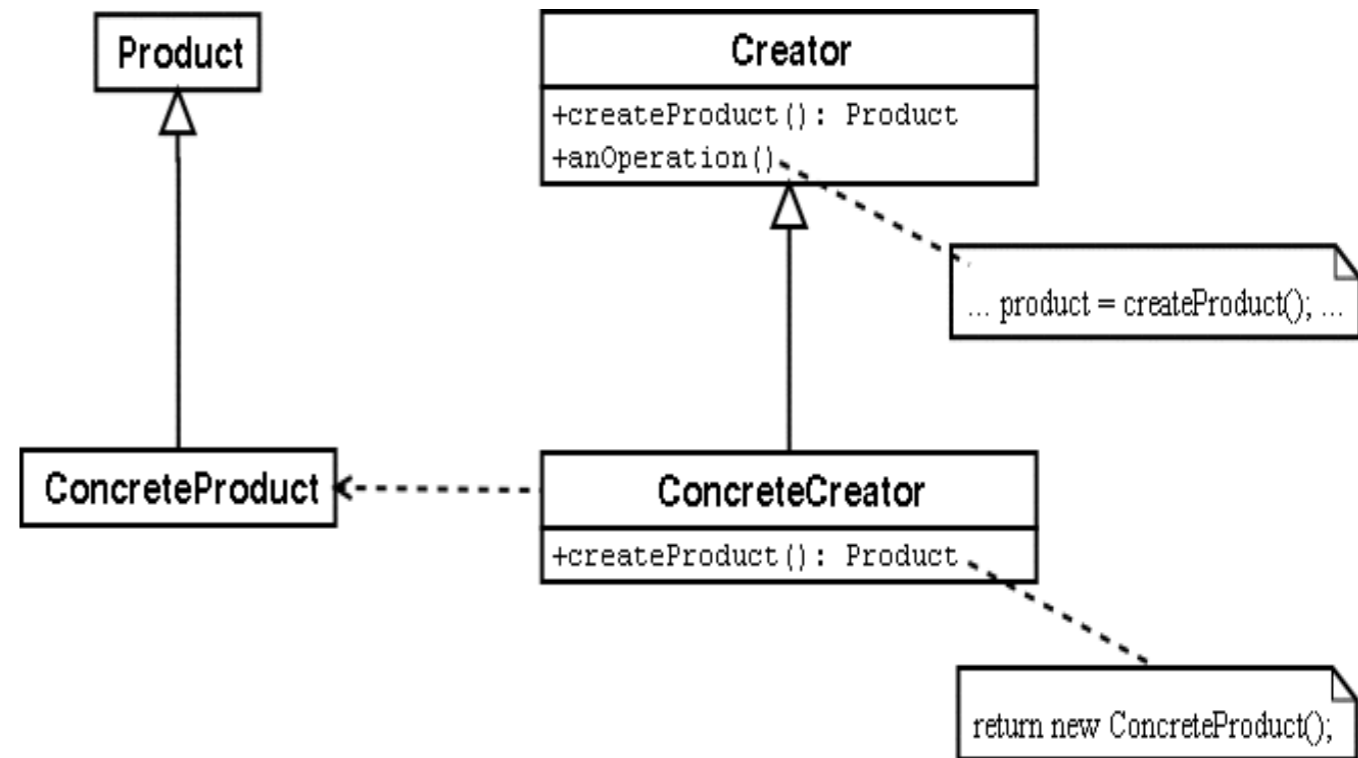 Product
Creator
+createProduct(): Product
+anOperation()
... product = createProduct(); ...
ConcreteProduct
ConcreteCreator
+createProduct(): Product
return new ConcreteProduct();